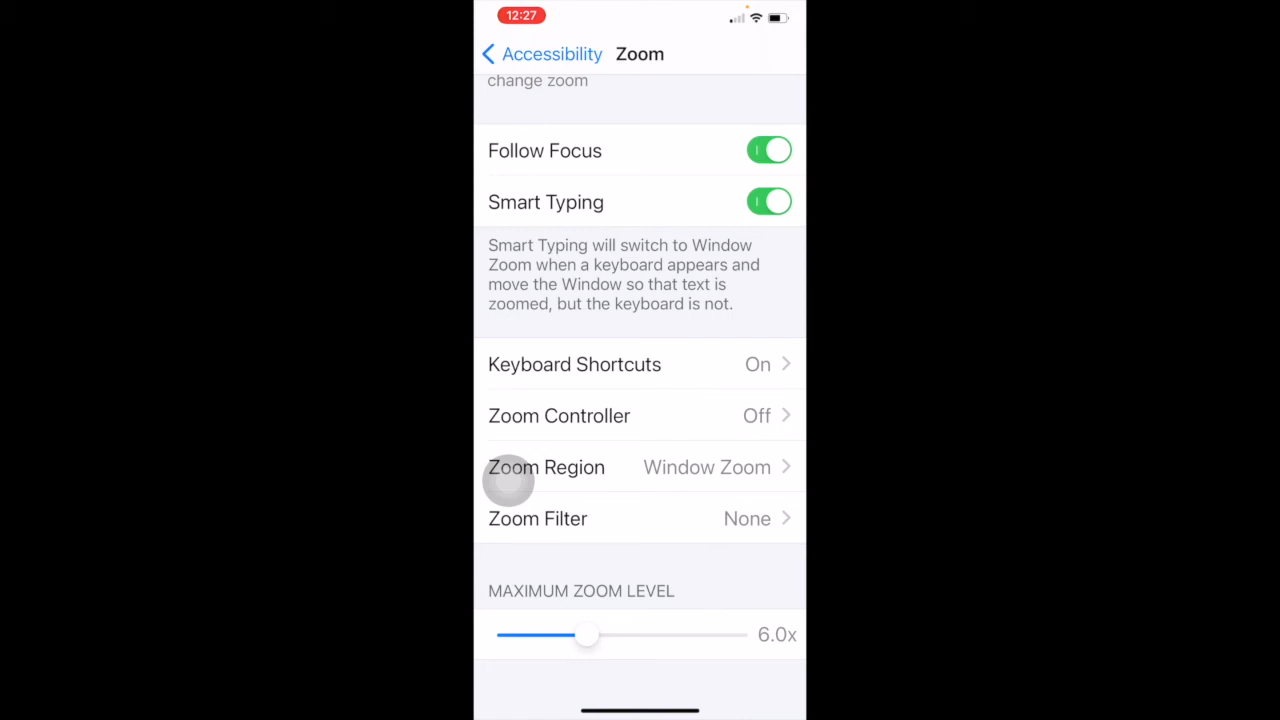 12:27
Accessibility Zoom
change zoom
Follow Focus
Smart Typing
Smart Typing will switch to Window
Zoom when a keyboard appears and
move the Window so that text is
zoomed, but the keyboard is not.
Keyboard Shortcuts On
Zoom Controller Off
Zoom Region Window Zoom
Zoom Filter None
MAXIMUM ZOOM LEVEL
6.0x